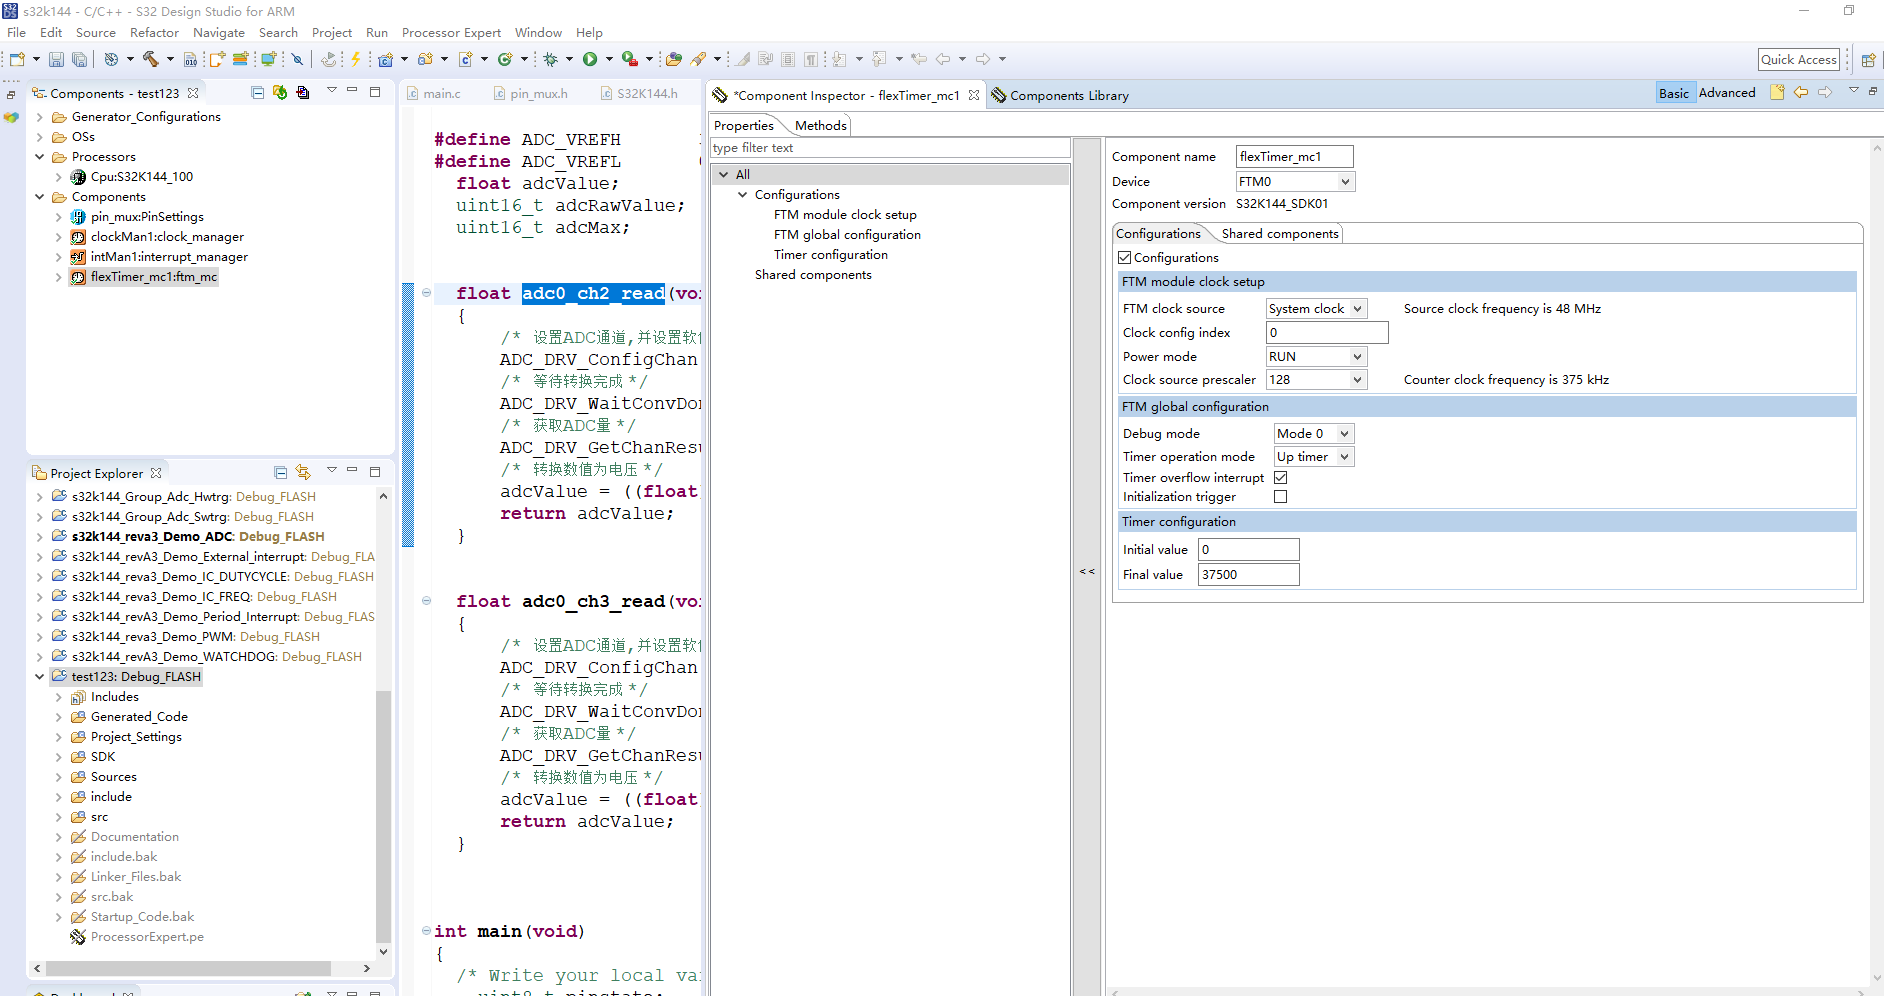 s32k144 - C/C++ - S32 Design Studio for ARM
File Edit Source Refactor Navigate Search Project Run Processor Expert Window Help
Quick Access
Components - test123
Generator_Configurations
OSs
Processors
Cpu:S32K144_100
Components
pin_mux:PinSettings
clockMan1:clock_manager
intMan1:interrupt_manager
flexTimer_mc1:ftm_mc
Project Explorer
s32k144_Group_Adc_Hwtrg: Debug_FLASH
s32k144_Group_Adc_Swtrg: Debug_FLASH
s32k144_reva3_Demo_ADC: Debug_FLASH
s32k144_revA3_Demo_External_interrupt: Debug_FLA
s32k144_reva3_Demo_IC_DUTYCYCLE: Debug_FLASH
s32k144_reva3_Demo_IC_FREQ: Debug_FLASH
s32k144_revA3_Demo_Period_Interrupt: Debug_FLAS
s32k144_reva3_Demo_PWM: Debug_FLASH
s32k144_revA3_Demo_WATCHDOG: Debug_FLASH
test123: Debug_FLASH
Includes
Generated_Code
Project_Settings
SDK
Sources
include
src
Documentation
include.bak
Linker_Files.bak
src.bak
Startup_Code.bak
ProcessorExpert.pe
main.c pin_mux.h S32K144.h
#define ADC_VREFH
#define ADC_VREFL
float adcValue;
uint16_t adcRawValue;
uint16_t adcMax;
float adc0_ch2_read(voi
{
/* 设置ADC通道,并设置软件
ADC_DRV_ConfigChan
/* 等待转换完成 */
ADC_DRV_WaitConvDon
/* 获取ADC量 */
ADC_DRV_GetChanResu
/* 转换数值为电压 */
adcValue = ((float)
return adcValue;
}
float adc0_ch3_read(voi
{
/* 设置ADC通道,并设置软件
ADC_DRV_ConfigChan
/* 等待转换完成 */
ADC_DRV_WaitConvDon
/* 获取ADC量 */
ADC_DRV_GetChanResu
/* 转换数值为电压 */
adcValue = ((float)
return adcValue;
}
int main(void)
{
/* Write your local va
*Component Inspector - flexTimer_mc1 Components Library
Basic Advanced
Properties Methods
type filter text
All
Configurations
FTM module clock setup
FTM global configuration
Timer configuration
Shared components
<<
Component name flexTimer_mc1
Device FTM0
Component version S32K144_SDK01
Configurations Shared components
Configurations
FTM module clock setup
FTM clock source System clock Source clock frequency is 48 MHz
Clock config index 0
Power mode RUN
Clock source prescaler 128 Counter clock frequency is 375 kHz
FTM global configuration
Debug mode Mode 0
Timer operation mode Up timer
Timer overflow interrupt
Initialization trigger
Timer configuration
Initial value 0
Final value 37500